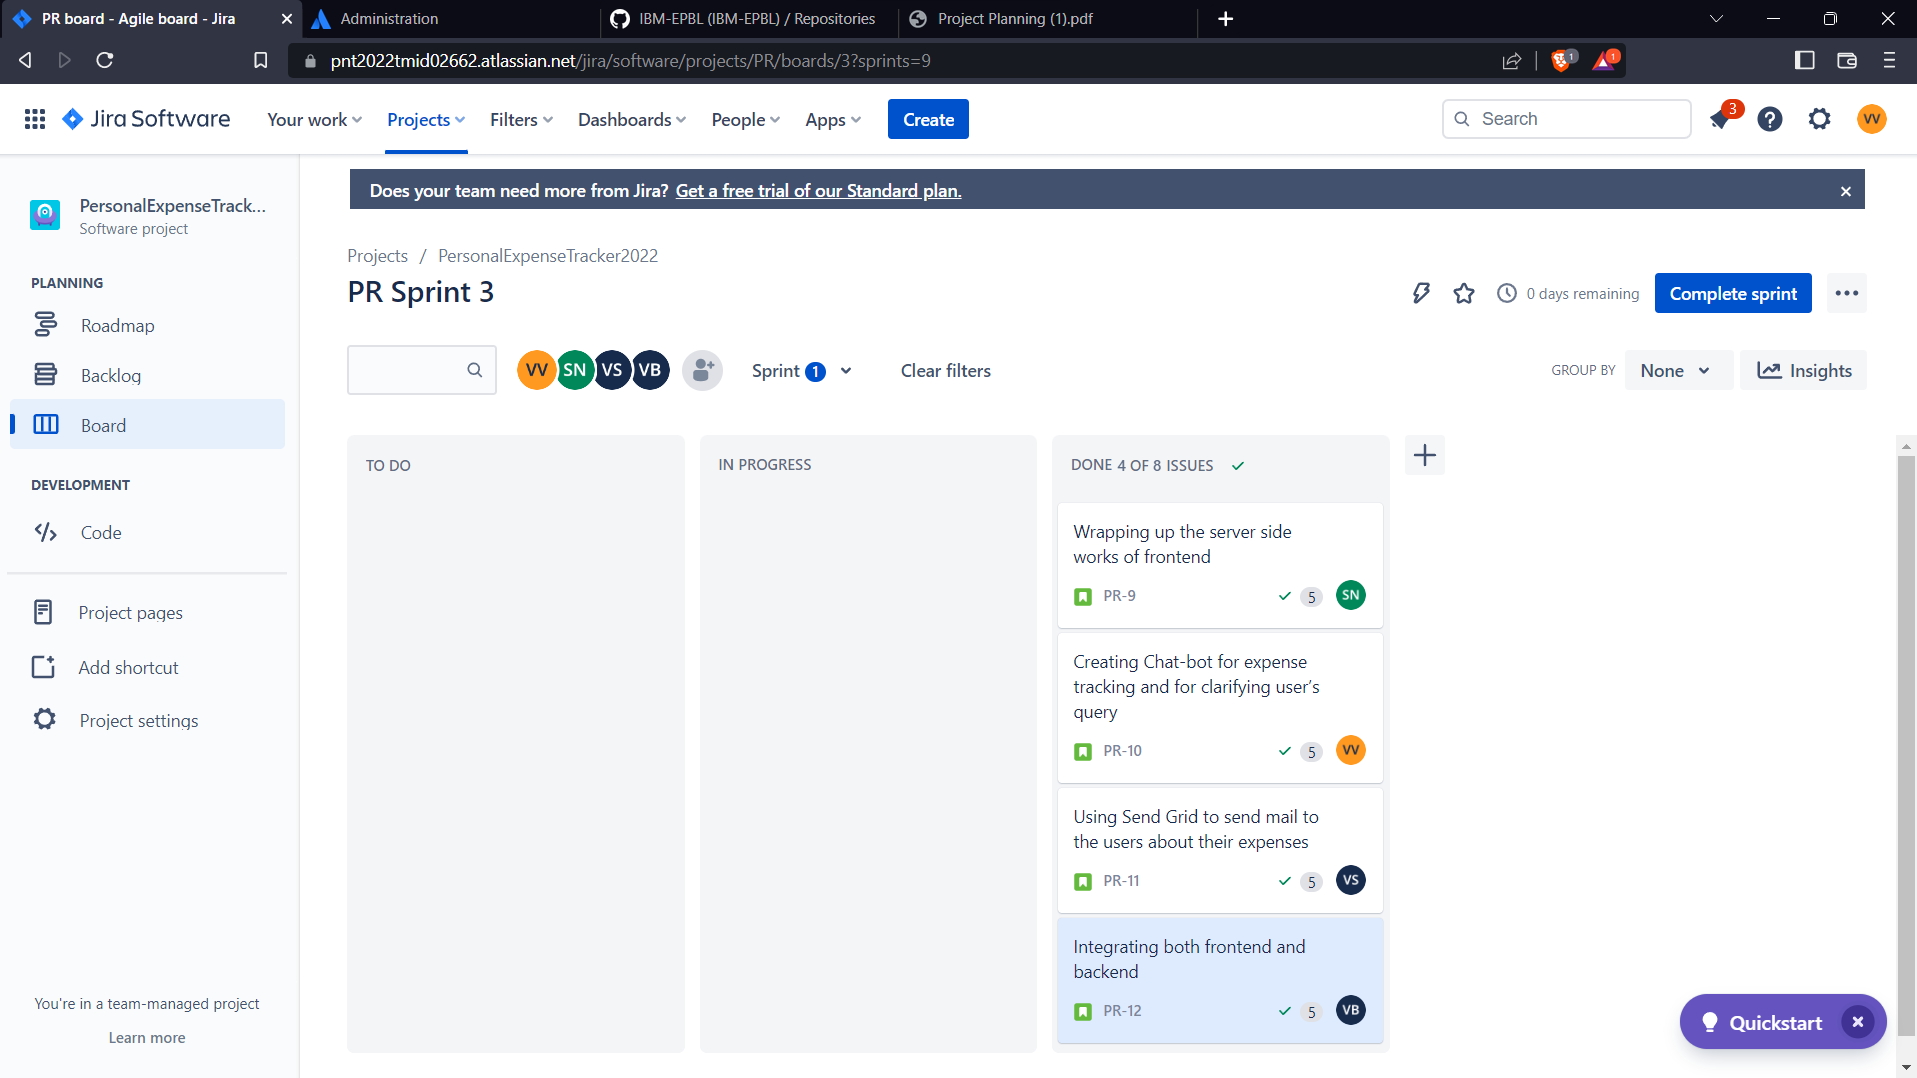 PR board - Agile board - Jira
Administration
IBM-EPBL (IBM-EPBL) / Repositories
Project Planning (1).pdf
pnt2022tmid02662.atlassian.net/jira/software/projects/PR/boards/3?sprints=9
1
1
Jira Software
Your work
Projects
Filters
Dashboards
People
Apps
Create
Search
3
VV
PersonalExpenseTrack...
Software project
PLANNING
Roadmap
Backlog
Board
DEVELOPMENT
Code
Project pages
Add shortcut
Project settings
You're in a team-managed project
Learn more
Does your team need more from Jira? Get a free trial of our Standard plan.
Projects / PersonalExpenseTracker2022
PR Sprint 3
0 days remaining
Complete sprint
VV SN VS VB
Sprint 1
Clear filters
GROUP BY
None
Insights
TO DO
IN PROGRESS
DONE 4 OF 8 ISSUES
Wrapping up the server side
works of frontend
PR-9
5
SN
Creating Chat-bot for expense
tracking and for clarifying user's
query
PR-10
5
VV
Using Send Grid to send mail to
the users about their expenses
PR-11
5
VS
Integrating both frontend and
backend
PR-12
5
VB
Quickstart